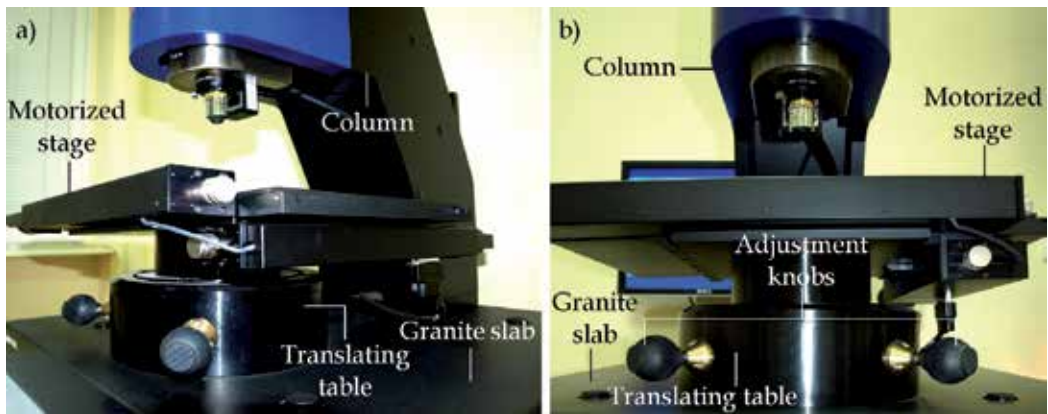 a)
Column
Motorized
stage
Granite slab
Translating
table
b)
Column
Motorized
stage
Adjustment
knobs
Granite
slab
Translating table